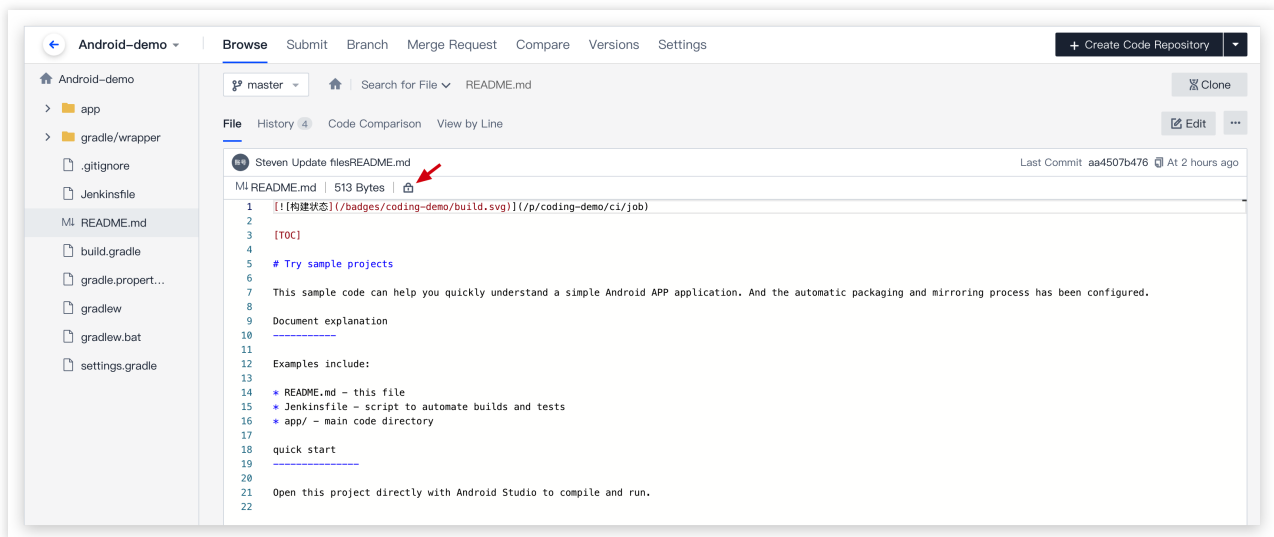 Android-demo
Browse Submit Branch Merge Request Compare Versions Settings
+ Create Code Repository
Android-demo
app
gradle/wrapper
.gitignore
Jenkinsfile
M↓ README.md
build.gradle
gradle.propert...
gradlew
gradlew.bat
settings.gradle
master
Search for File README.md
Clone
File History 4 Code Comparison View by Line
Edit ...
Steven Update filesREADME.md
Last Commit aa4507b476 At 2 hours ago
M↓ README.md 513 Bytes
1 [![构建状态](/badges/coding-demo/build.svg)](/p/coding-demo/ci/job)
2
3 [TOC]
4
5 # Try sample projects
6
7 This sample code can help you quickly understand a simple Android APP application. And the automatic packaging and mirroring process has been configured.
8
9 Document explanation
10 -----------
11
12 Examples include:
13
14 * README.md - this file
15 * Jenkinsfile - script to automate builds and tests
16 * app/ - main code directory
17
18 quick start
19 ---------------
20
21 Open this project directly with Android Studio to compile and run.
22